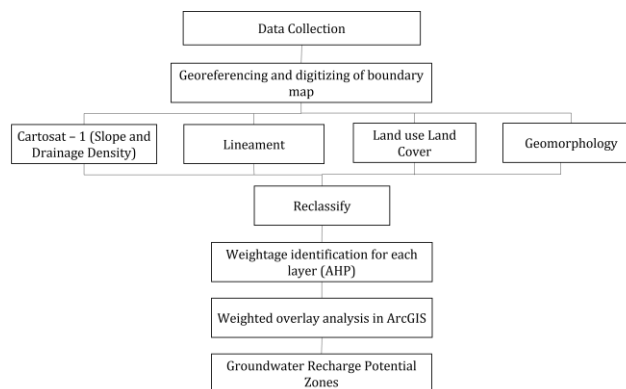 Data Collection
Georeferencing and digitizing of boundary
map
Cartosat – 1 (Slope and
Drainage Density)
Lineament
Land use Land
Cover
Geomorphology
Reclassify
Weightage identification for each
layer (AHP)
Weighted overlay analysis in ArcGIS
Groundwater Recharge Potential
Zones